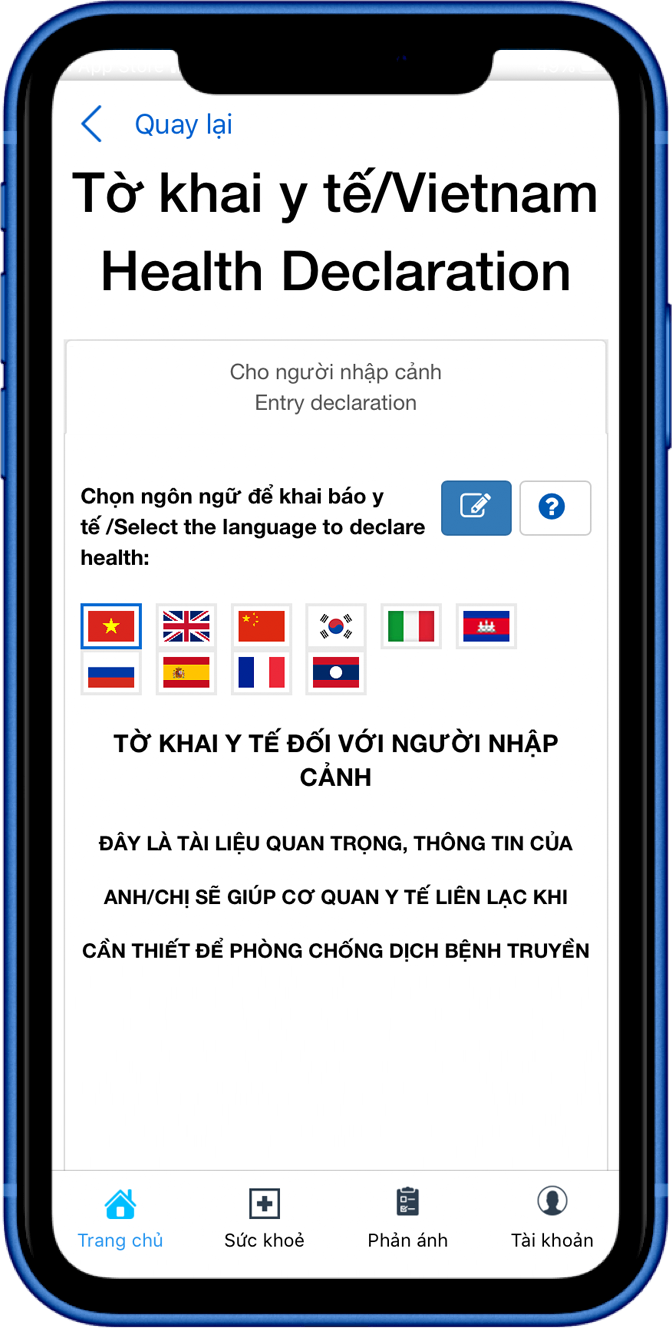 Quay lại
Tờ khai y tế/Vietnam
Health Declaration
Cho người nhập cảnh
Entry declaration
Chọn ngôn ngữ để khai báo y
tế /Select the language to declare
health:
TỜ KHAI Y TẾ ĐỐI VỚI NGƯỜI NHẬP
CẢNH
ĐÂY LÀ TÀI LIỆU QUAN TRỌNG, THÔNG TIN CỦA
ANH/CHỊ SẼ GIÚP CƠ QUAN Y TẾ LIÊN LẠC KHI
CẦN THIẾT ĐỂ PHÒNG CHỐNG DỊCH BỆNH TRUYỀN
Trang chủ
Sức khoẻ
Phản ánh
Tài khoản